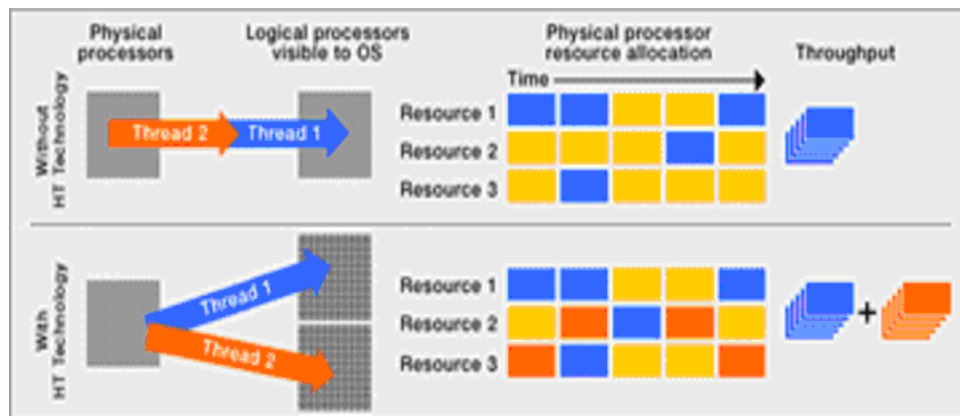 Physical
processors
Logical processors
visible to OS
Physical processor
resource allocation
Throughput
Time
Without
HT Technology
Thread 2
Thread 1
Resource 1
Resource 2
Resource 3
With
HT Technology
Thread 1
Thread 2
Resource 1
Resource 2
Resource 3
+